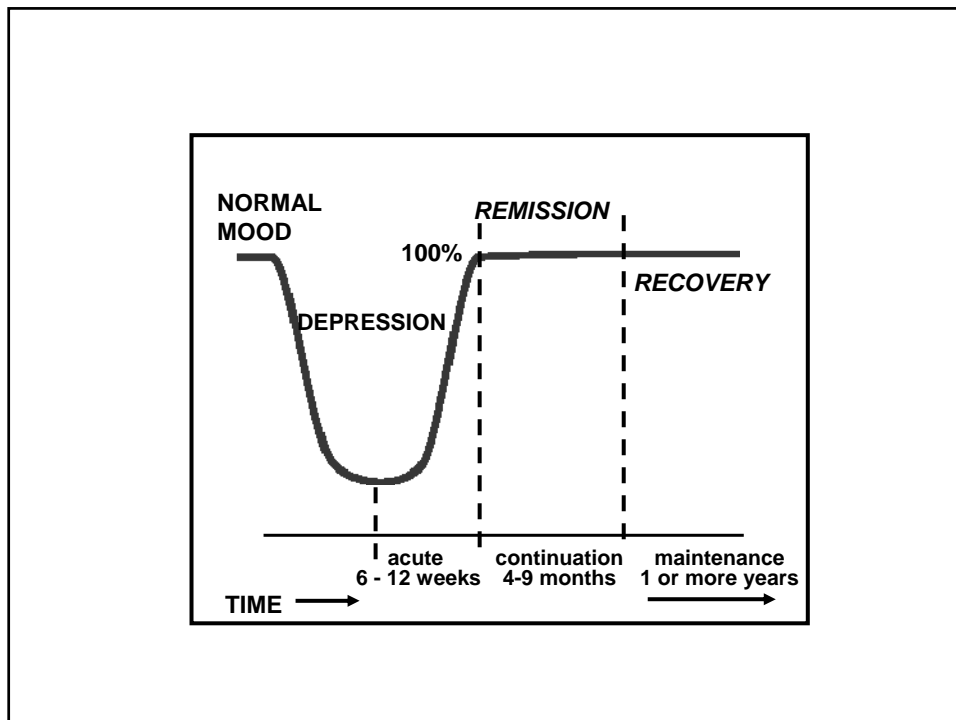 NORMAL
MOOD
REMISSION
100%
RECOVERY
DEPRESSION
acute
6 - 12 weeks
continuation
4-9 months
maintenance
1 or more years
TIME